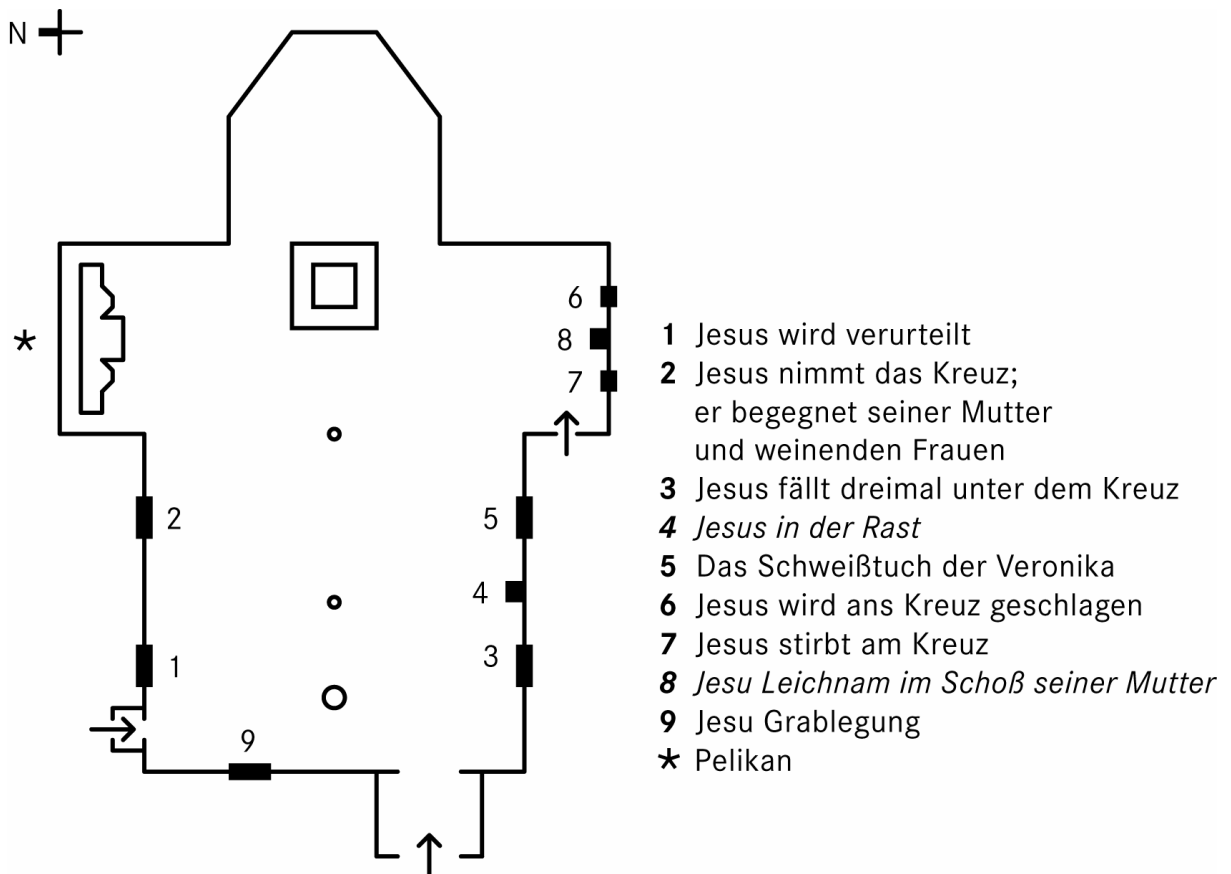 N
6
8
7
2
5
4
1
3
9
1 Jesus wird verurteilt
2 Jesus nimmt das Kreuz;
er begegnet seiner Mutter
und weinenden Frauen
3 Jesus fällt dreimal unter dem Kreuz
4 Jesus in der Rast
5 Das Schweißtuch der Veronika
6 Jesus wird ans Kreuz geschlagen
7 Jesus stirbt am Kreuz
8 Jesu Leichnam im Schoß seiner Mutter
9 Jesu Grablegung
* Pelikan